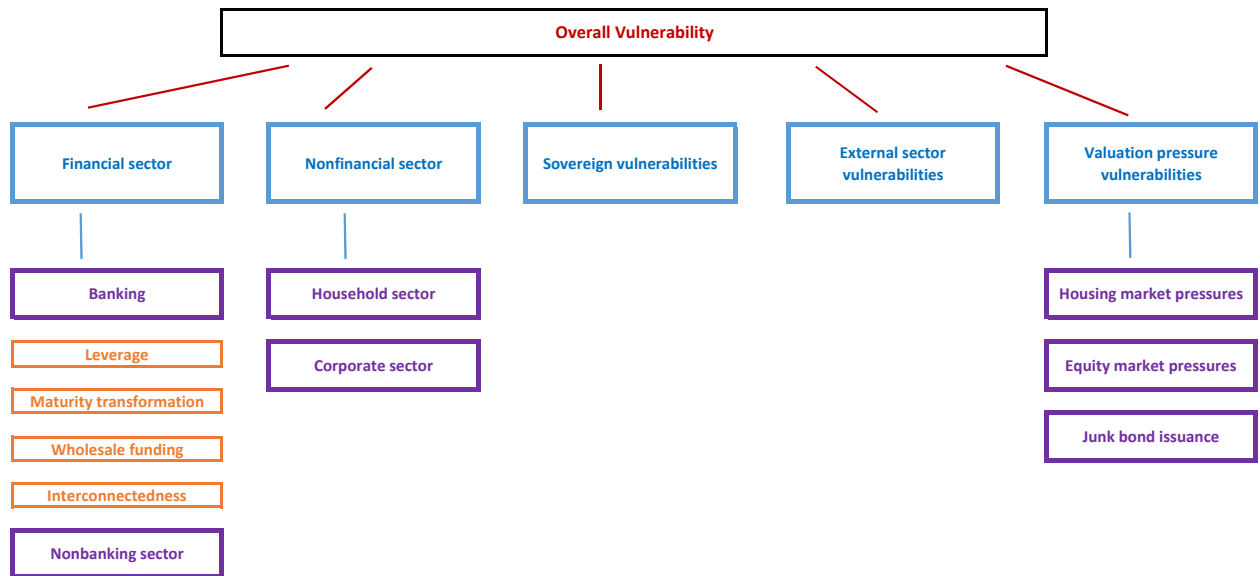 Overall Vulnerability
Financial sector
Nonfinancial sector
Sovereign vulnerabilities
External sector
vulnerabilities
Valuation pressure
vulnerabilities
Banking
Household sector
Housing market pressures
Leverage
Corporate sector
Equity market pressures
Maturity transformation
Wholesale funding
Junk bond issuance
Interconnectedness
Nonbanking sector